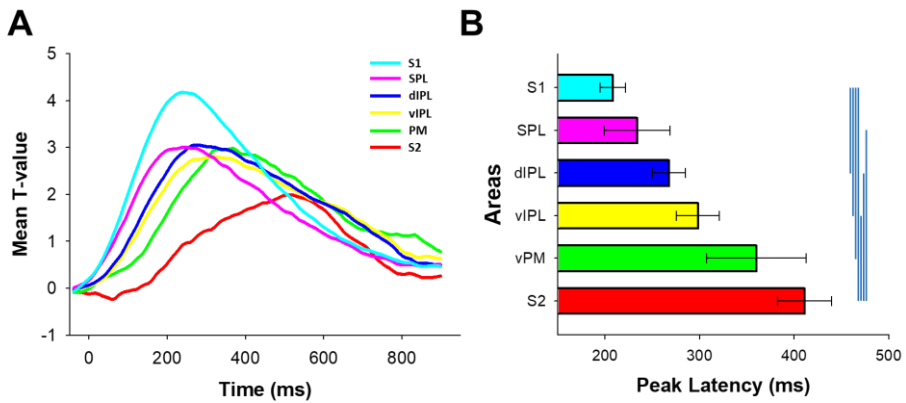 A
5
4
3
2
1
0
-1
Mean T-value
0 200 400 600 800
Time (ms)
S1
SPL
dIPL
vIPL
PM
S2
B
Areas
S1
SPL
dIPL
vIPL
vPM
S2
200 300 400 500
Peak Latency (ms)